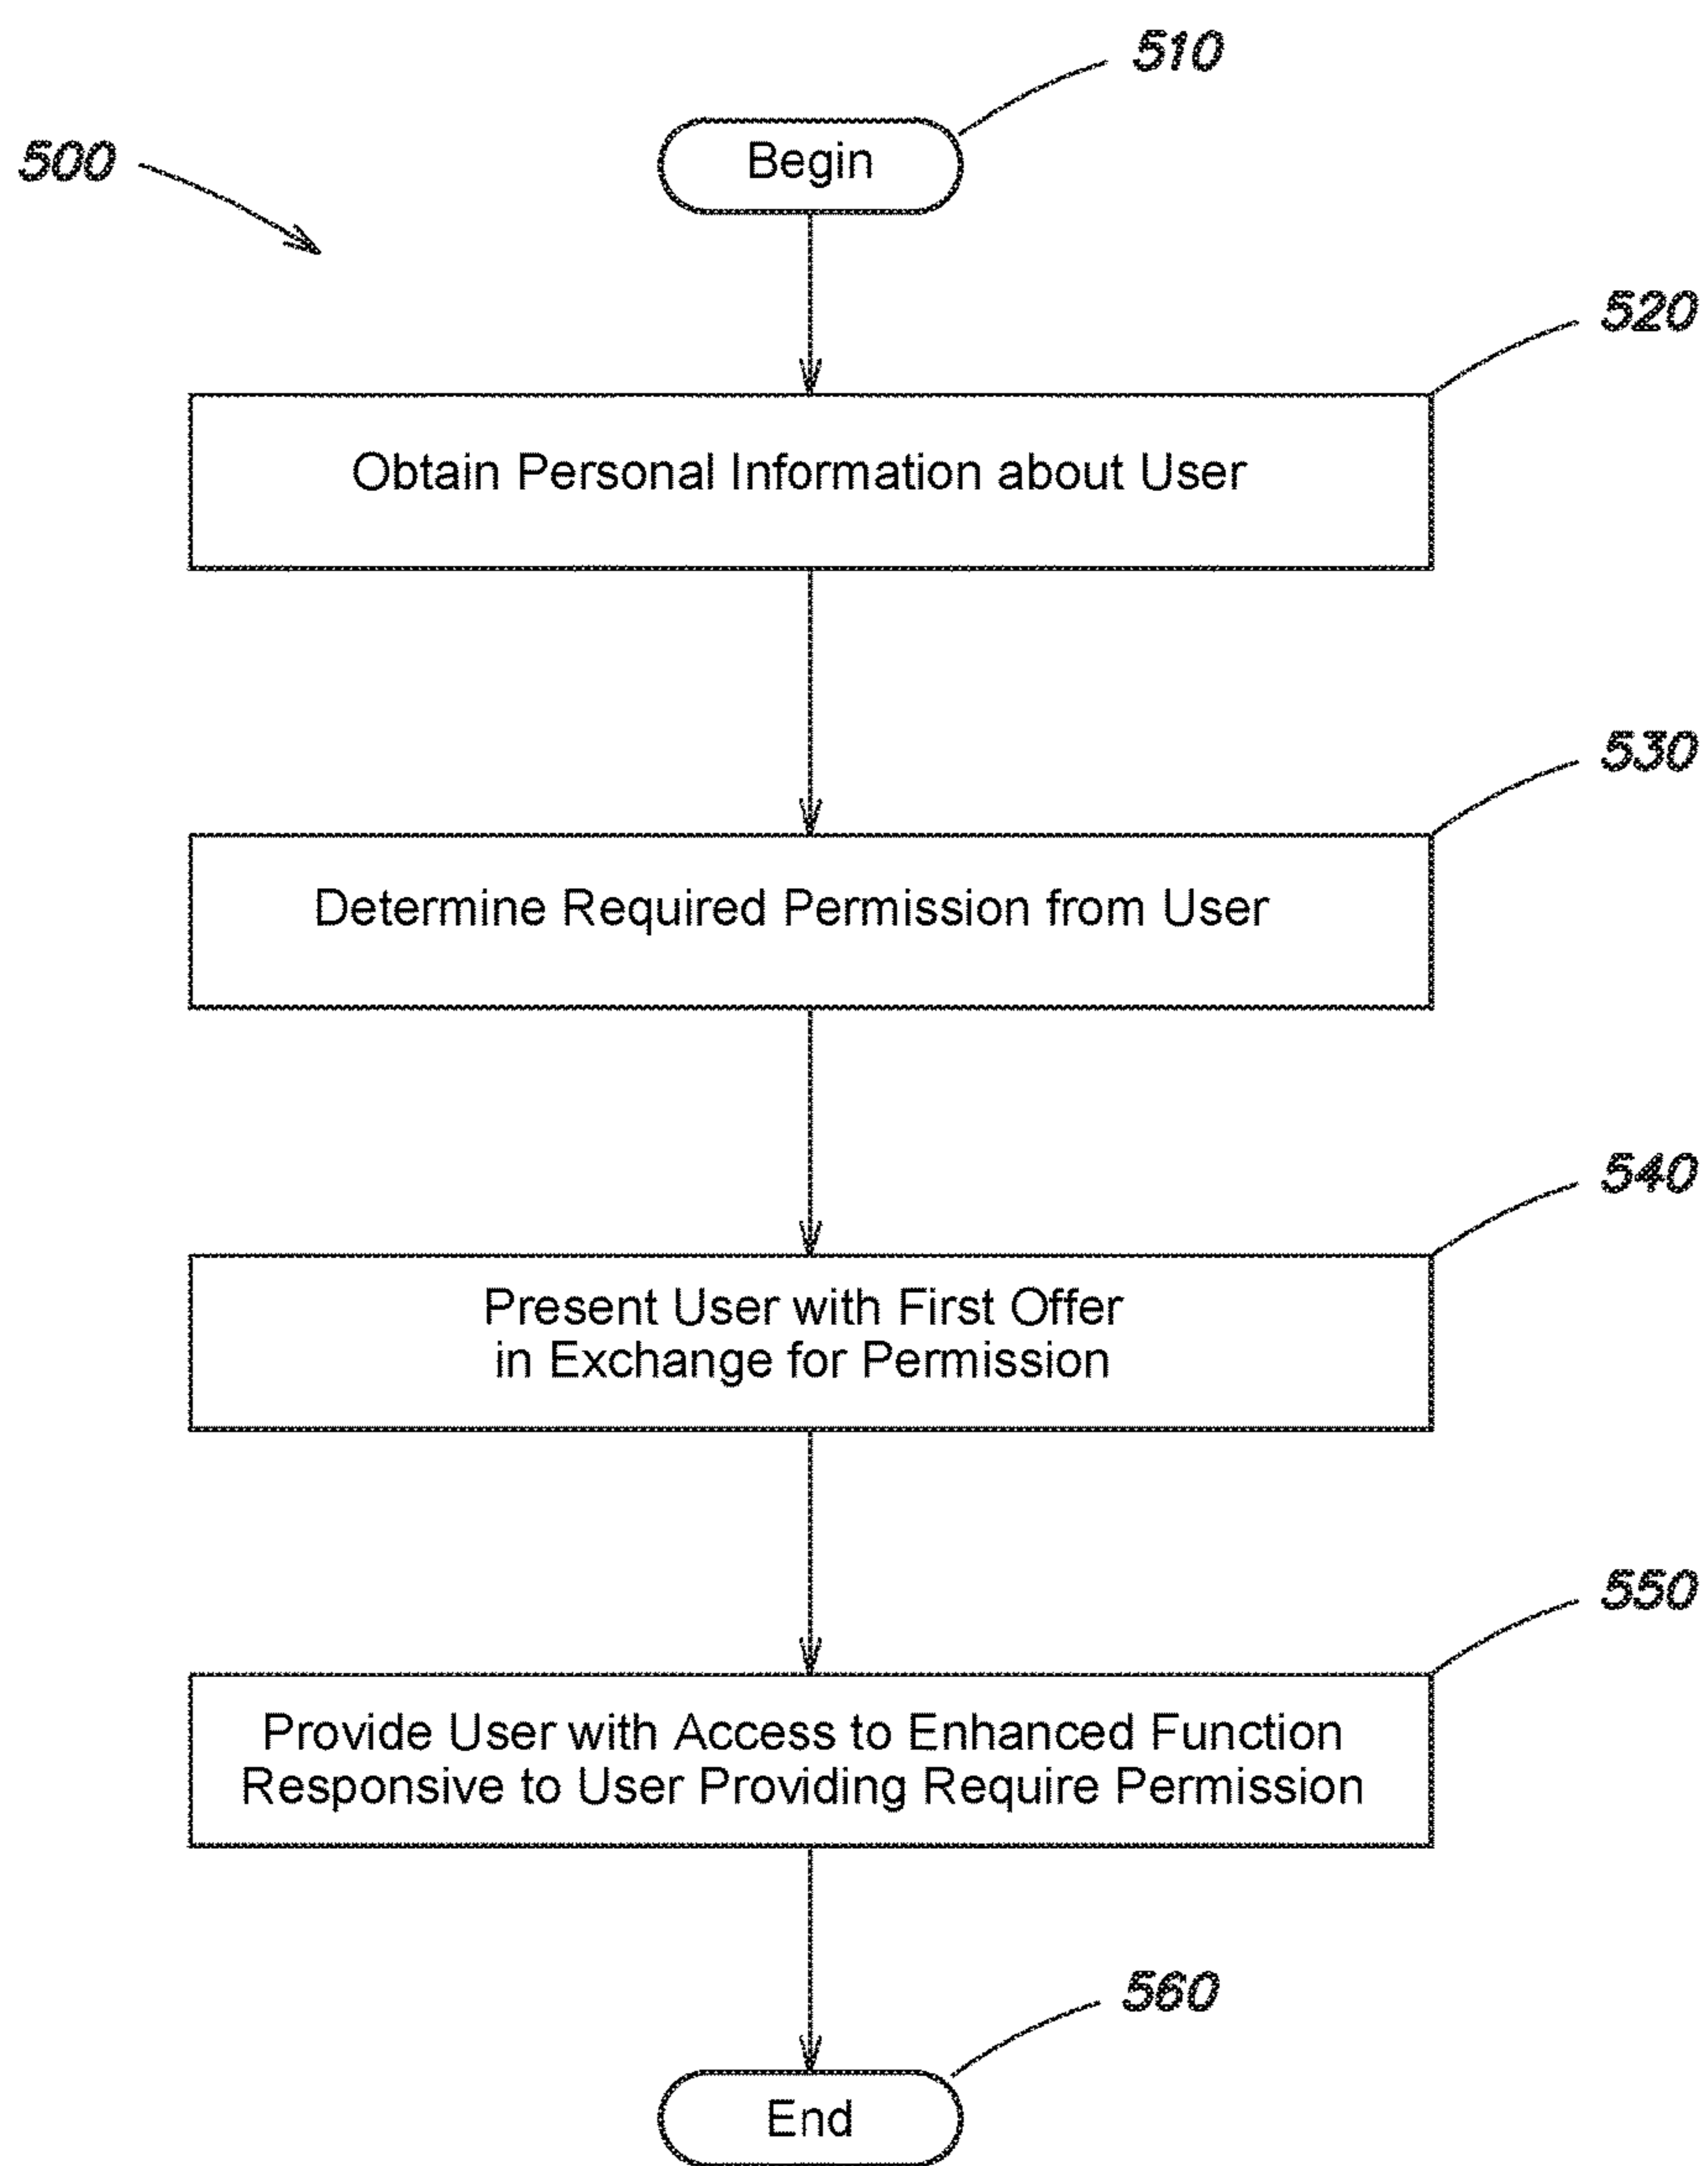 510
500
Begin
520
Obtain Personal Information about User
530
Determine Required Permission from User
540
Present User with First Offer
in Exchange for Permission
550
Provide User with Access to Enhanced Function
Responsive to User Providing Require Permission
560
End